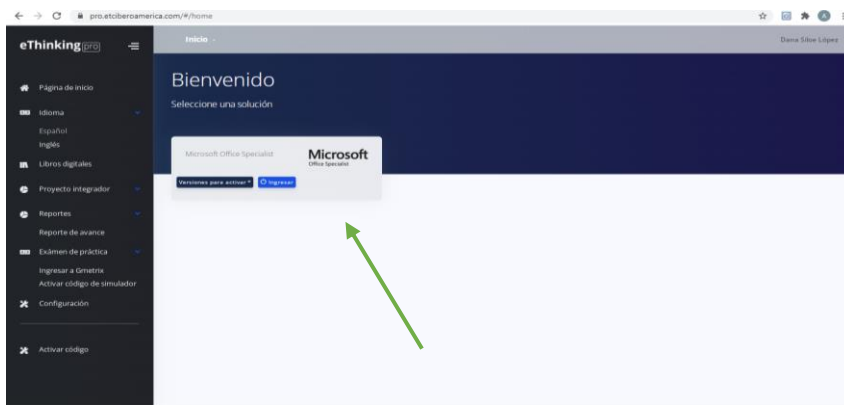 pro.etciberoamerica.com/#/home
eThinking pro
Inicio
Dana Siloe López
Página de inicio
Idioma
Español
Inglés
Libros digitales
Proyecto integrador
Reportes
Reporte de avance
Exámen de práctica
Ingresar a Gmetrix
Activar código de simulador
Configuración
Activar código
Bienvenido
Seleccione una solución
Microsoft Office Specialist
Microsoft
Office Specialist
Versiones para activar
Ingresar